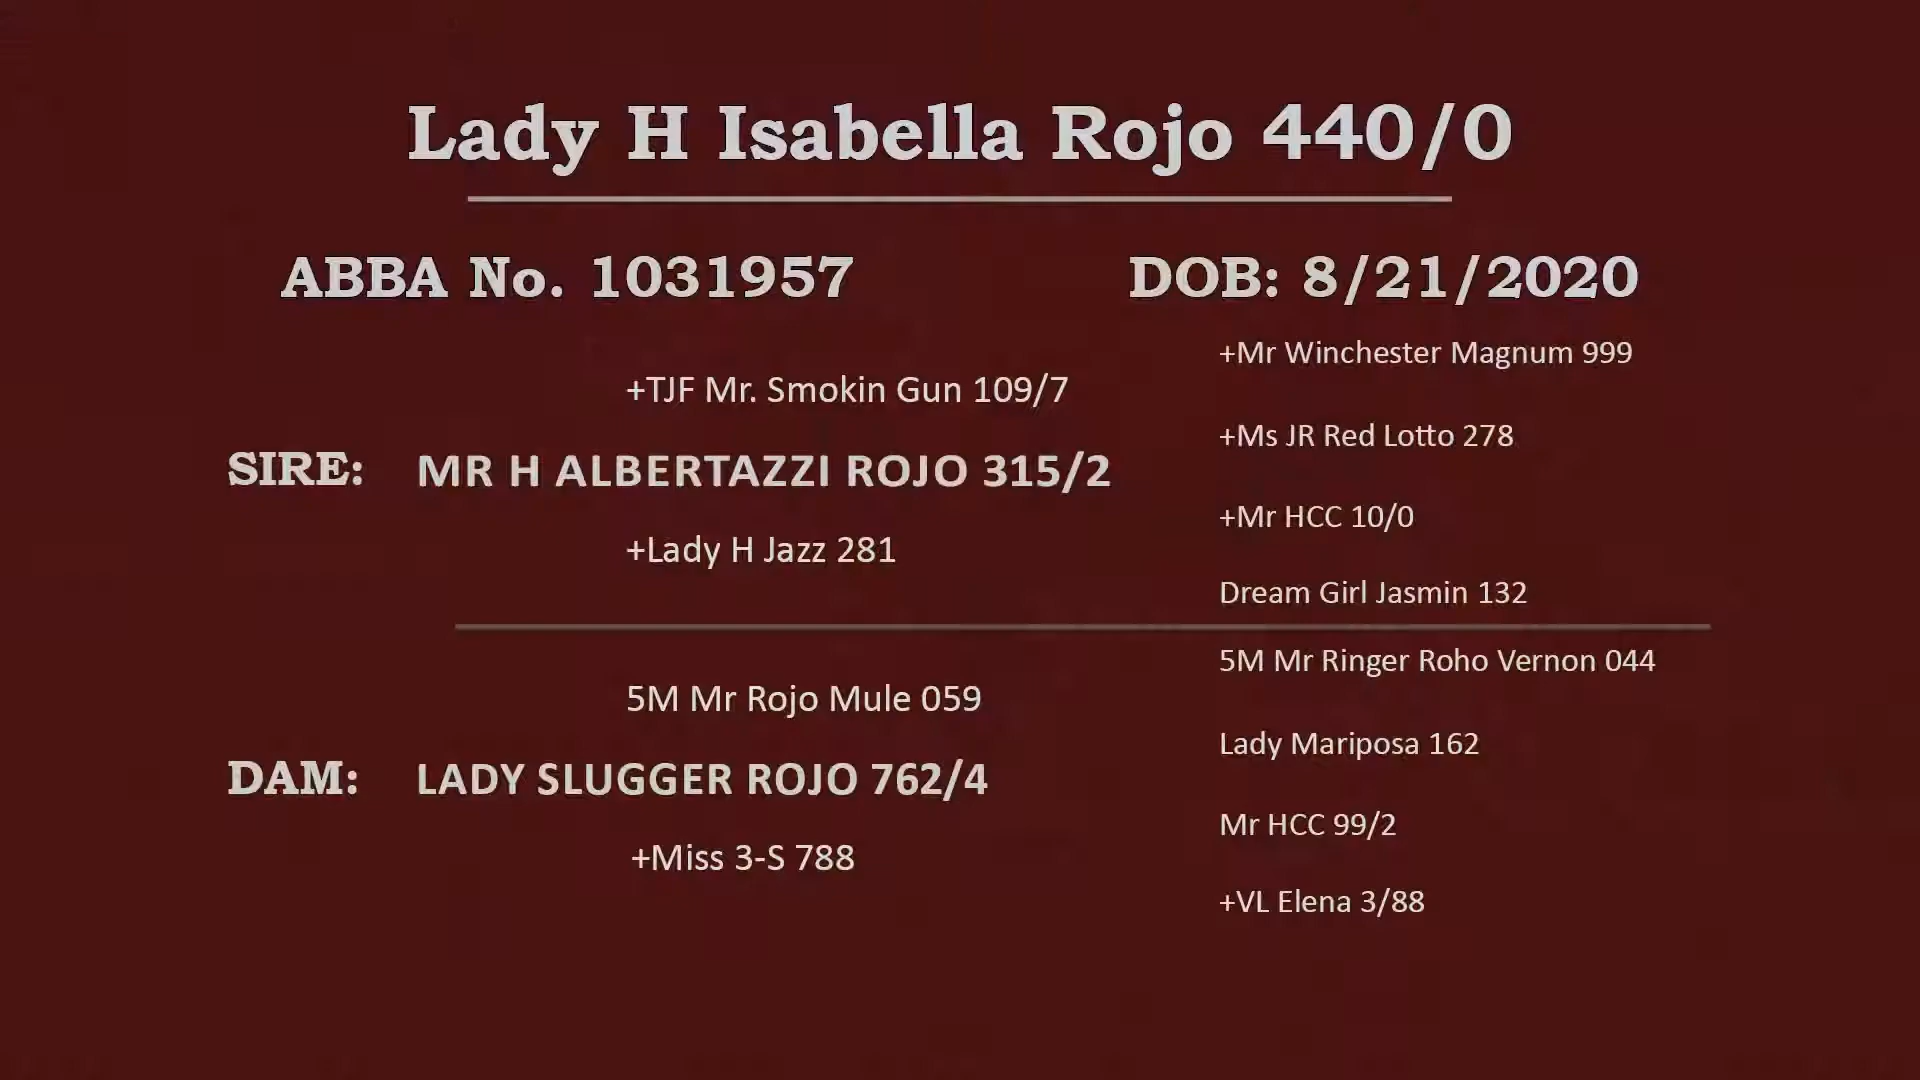 Lady H Isabella Rojo 440/0
ABBA No. 1031957
DOB: 8/21/2020
+Mr Winchester Magnum 999
+TJF Mr. Smokin Gun 109/7
+Ms JR Red Lotto 278
SIRE: MR H ALBERTAZZI ROJO 315/2
+Mr HCC 10/0
+Lady H Jazz 281
Dream Girl Jasmin 132
5M Mr Ringer Roho Vernon 044
5M Mr Rojo Mule 059
Lady Mariposa 162
DAM: LADY SLUGGER ROJO 762/4
Mr HCC 99/2
+Miss 3-S 788
+VL Elena 3/88